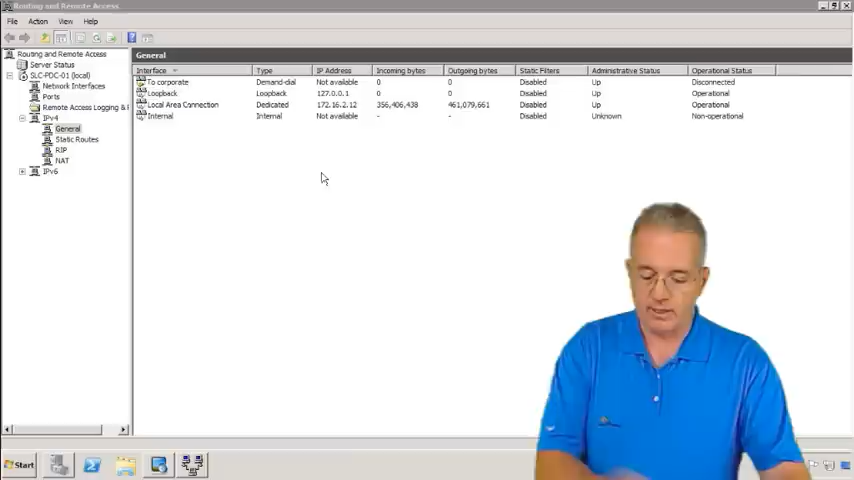 Routing and Remote Access
File Action View Help
Routing and Remote Access
Server Status
SLC-PDC-01 (local)
Network Interfaces
Ports
Remote Access Logging &
IPv4
General
Static Routes
RIP
NAT
IPv6
General
Interface Type IP Address Incoming bytes Outgoing bytes Static Filters Administrative Status Operational Status
To corporate Demand-dial Not available 0 0 Disabled Up Disconnected
Loopback Loopback 127.0.0.1 0 0 Disabled Up Operational
Local Area Connection Dedicated 172.16.2.12 356,406,438 461,079,661 Disabled Up Operational
Internal Internal Not available - - Disabled Unknown Non-operational
Start